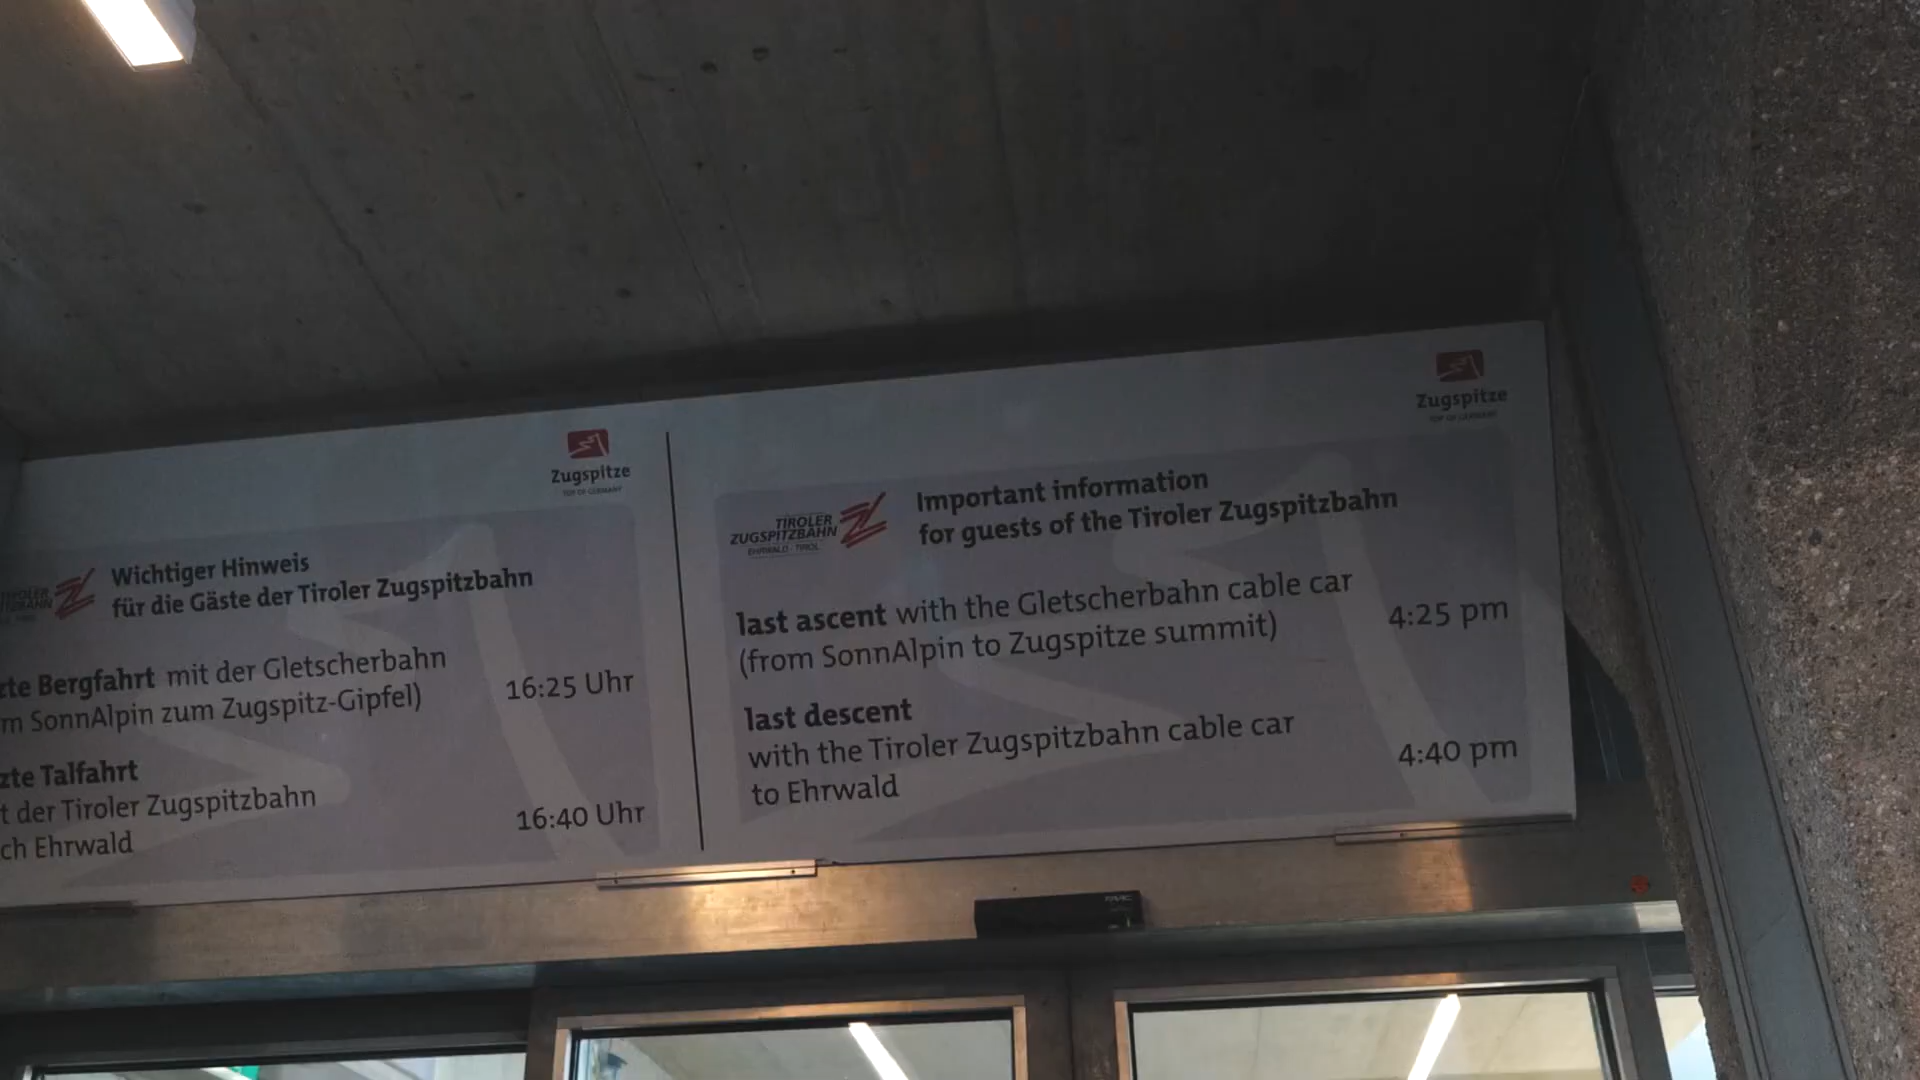 Zugspitze
TOP OF GERMANY
TIROLER
ZUGSPITZBAHN
Wichtiger Hinweis
für die Gäste der Tiroler Zugspitzbahn
Bergfahrt mit der Gletscherbahn
SonnAlpin zum Zugspitz-Gipfel)
16:25 Uhr
Talfahrt
der Tiroler Zugspitzbahn
Ehrwald
16:40 Uhr
Zugspitze
TOP OF GERMANY
TIROLER
ZUGSPITZBAHN
EHRWALD - TIROL
Important information
for guests of the Tiroler Zugspitzbahn
last ascent with the Gletscherbahn cable car
(from SonnAlpin to Zugspitze summit)
4:25 pm
last descent
with the Tiroler Zugspitzbahn cable car
to Ehrwald
4:40 pm